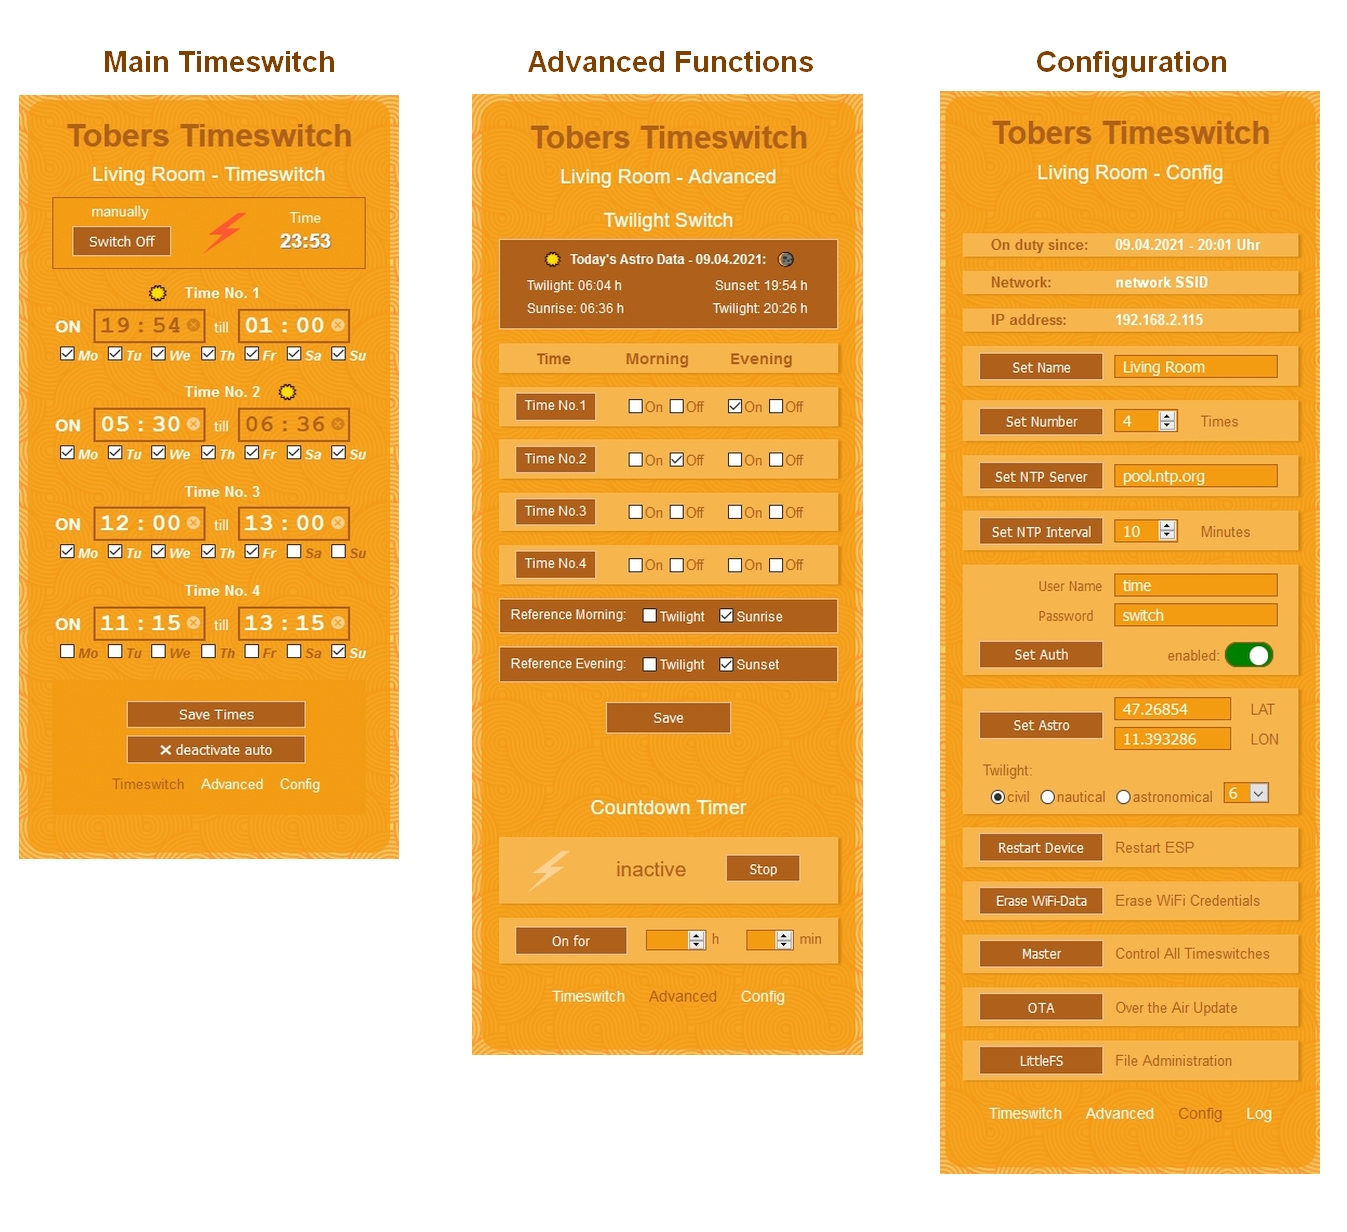 Main Timeswitch
Tobers Timeswitch
Living Room - Timeswitch
manually
Switch Off
Time
23:53
Time No. 1
ON 19 : 54 till 01 : 00
Mo Tu We Th Fr Sa Su
Time No. 2
ON 05 : 30 till 06 : 36
Mo Tu We Th Fr Sa Su
Time No. 3
ON 12 : 00 till 13 : 00
Mo Tu We Th Fr Sa Su
Time No. 4
ON 11 : 15 till 13 : 15
Mo Tu We Th Fr Sa Su
Save Times
✕ deactivate auto
Timeswitch Advanced Config
Advanced Functions
Tobers Timeswitch
Living Room - Advanced
Twilight Switch
Today's Astro Data - 09.04.2021:
Twilight: 06:04 h Sunset: 19:54 h
Sunrise: 06:36 h Twilight: 20:26 h
Time Morning Evening
Time No.1 On Off On Off
Time No.2 On Off On Off
Time No.3 On Off On Off
Time No.4 On Off On Off
Reference Morning: Twilight Sunrise
Reference Evening: Twilight Sunset
Save
Countdown Timer
inactive Stop
On for h min
Timeswitch Advanced Config
Configuration
Tobers Timeswitch
Living Room - Config
On duty since: 09.04.2021 - 20:01 Uhr
Network: network SSID
IP address: 192.168.2.115
Set Name Living Room
Set Number 4 Times
Set NTP Server pool.ntp.org
Set NTP Interval 10 Minutes
User Name time
Password switch
Set Auth enabled:
Set Astro 47.26854 LAT
11.393286 LON
Twilight:
civil nautical astronomical 6
Restart Device Restart ESP
Erase WiFi-Data Erase WiFi Credentials
Master Control All Timeswitches
OTA Over the Air Update
LittleFS File Administration
Timeswitch Advanced Config Log